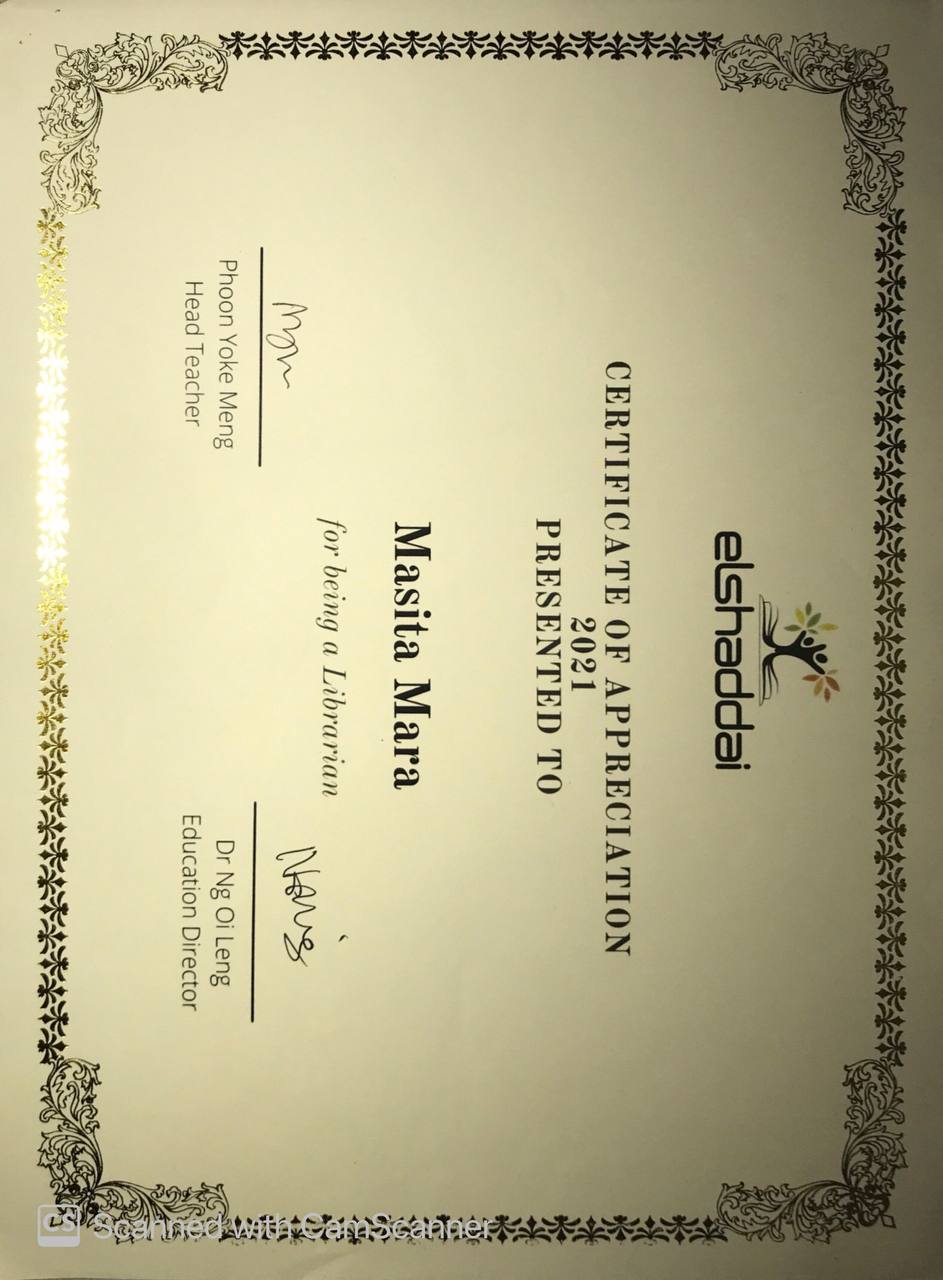 elshaddai
CERTIFICATE OF APPRECIATION
2021
PRESENTED TO
Masita Mara
for being a Librarian
Phoon Yoke Meng
Head Teacher
Dr Ng Oi Leng
Education Director
CS Scanned with CamScanner